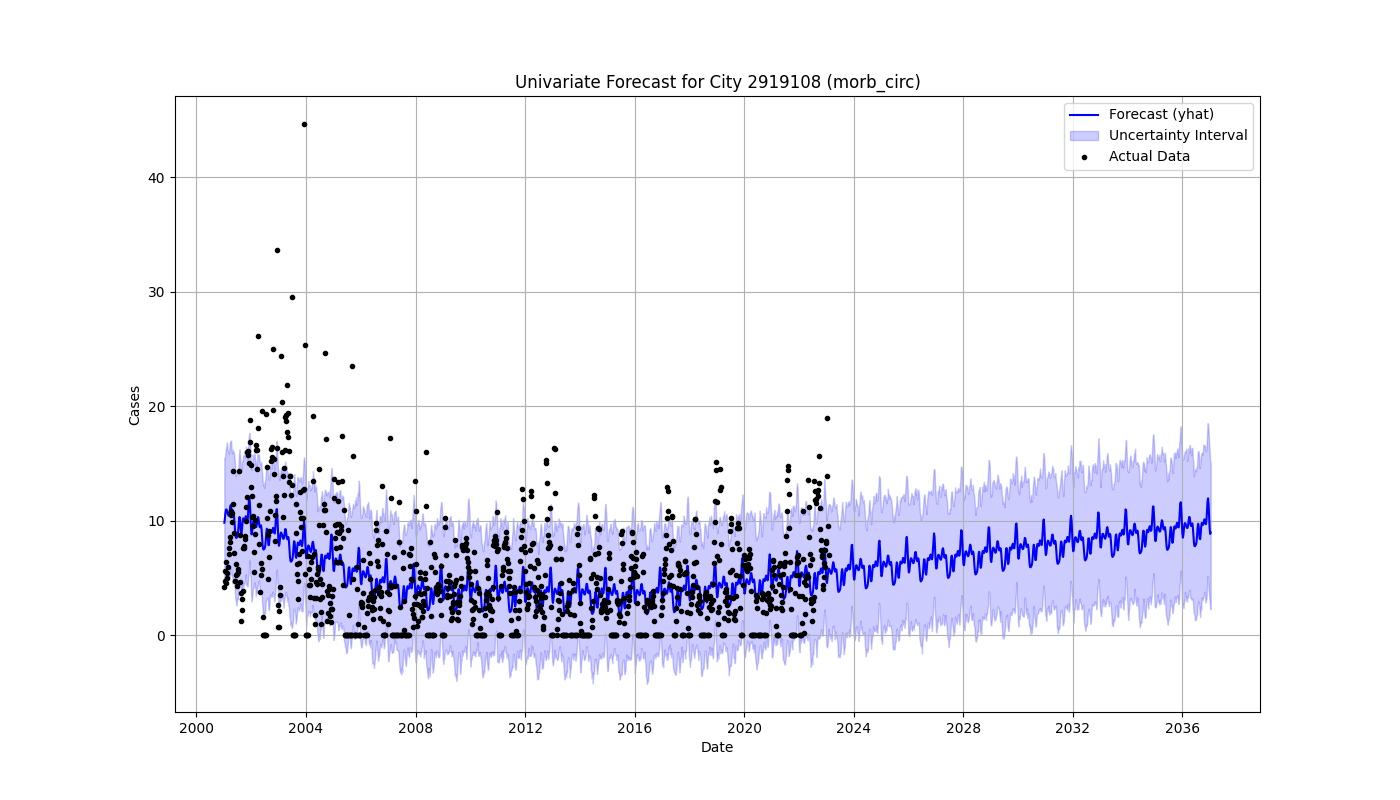 Univariate Forecast for City 2919108 (morb_circ)
Forecast (yhat)
Uncertainty Interval
Actual Data
Cases
40
30
20
10
0
2000 2004 2008 2012 2016 2020 2024 2028 2032 2036
Date